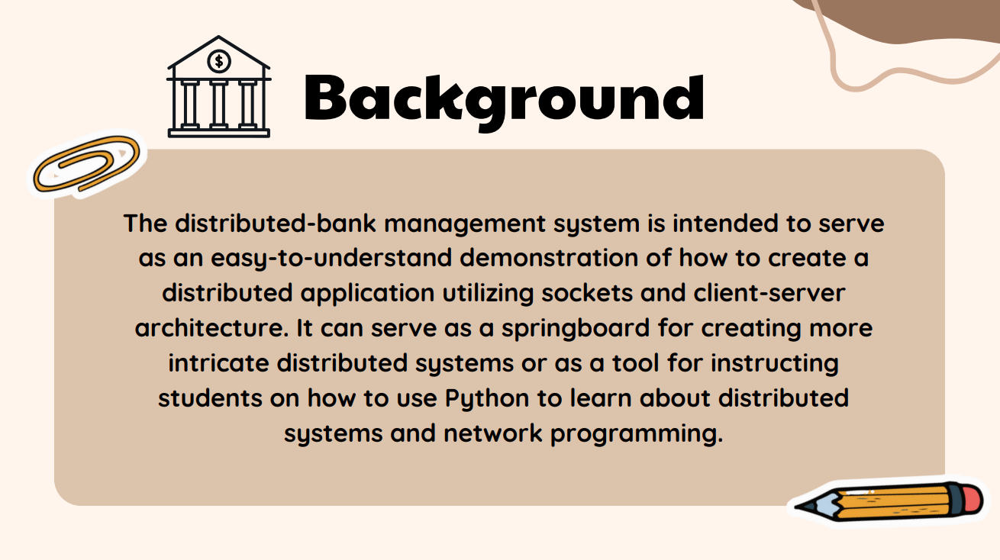 $
Background
The distributed-bank management system is intended to serve
as an easy-to-understand demonstration of how to create a
distributed application utilizing sockets and client-server
architecture. It can serve as a springboard for creating more
intricate distributed systems or as a tool for instructing
students on how to use Python to learn about distributed
systems and network programming.